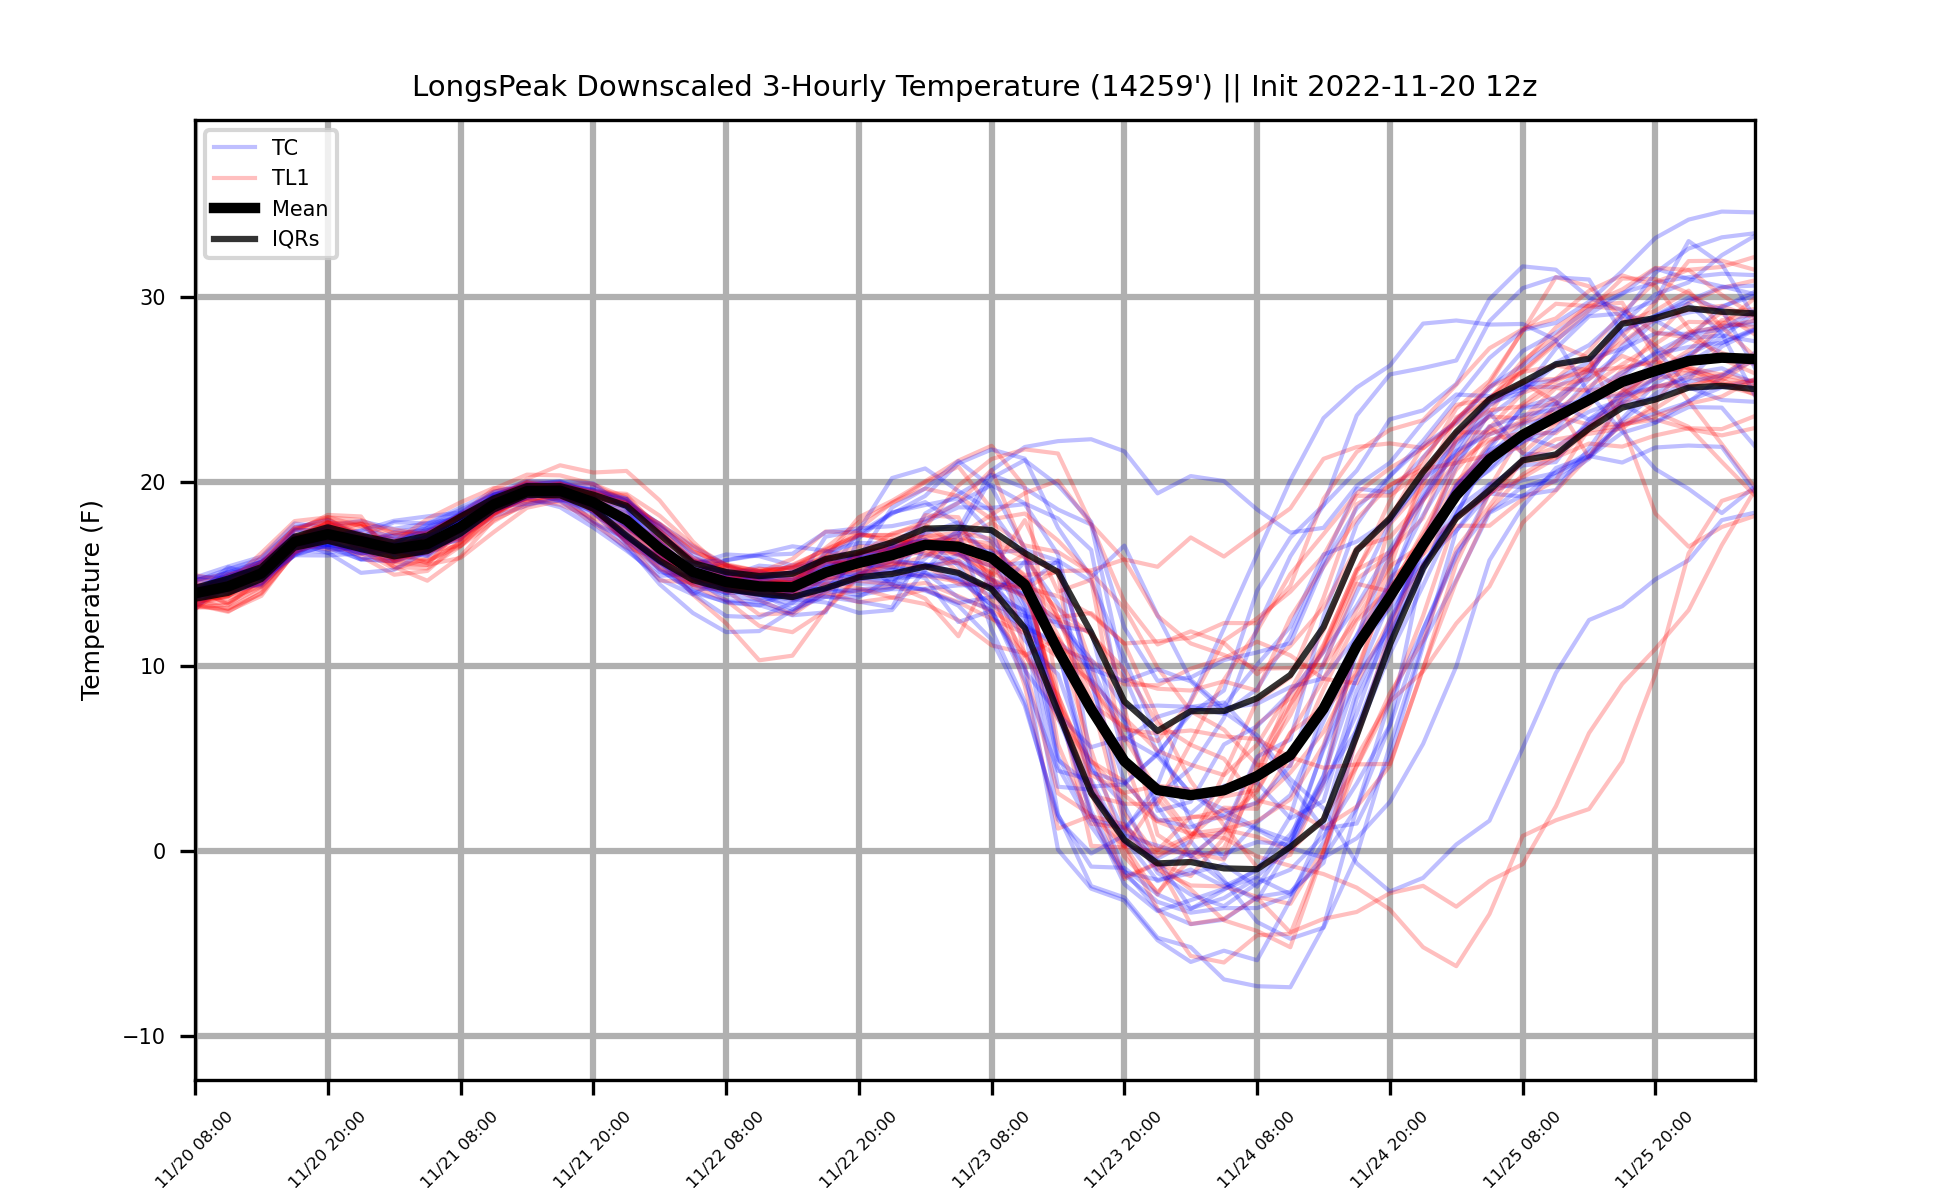 LongsPeak Downscaled 3-Hourly Temperature (14259') || Init 2022-11-20 12z
TC
TL1
Mean
IQRs
Temperature (F)
30
20
10
0
−10
11/20 08:00
11/20 20:00
11/21 08:00
11/21 20:00
11/22 08:00
11/22 20:00
11/23 08:00
11/23 20:00
11/24 08:00
11/24 20:00
11/25 08:00
11/25 20:00